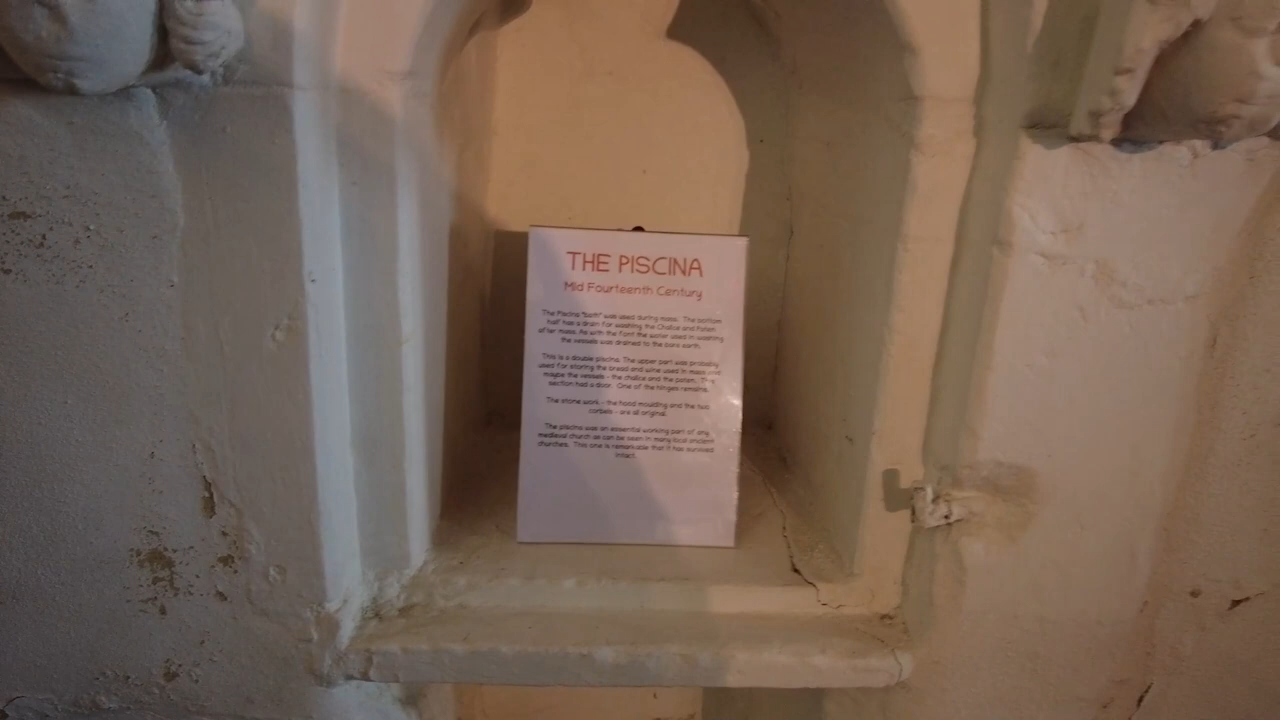 THE PISCINA
Mid Fourteenth Century
The Piscina "bath" was used during mass. The bottom
half has a drain for washing the Chalice and Paten
after mass. As with the font the water used in washing
the vessels was drained to the bare earth.
This is a double piscina. The upper part was probably
used for storing the bread and wine used in mass and
maybe the vessels - the chalice and the paten. This
section had a door. One of the hinges remains.
The stone work - the hood moulding and the two
corbels - are all original.
The piscina was an essential working part of any
medieval church as can be seen in many local ancient
churches. This one is remarkable that it has survived
intact.